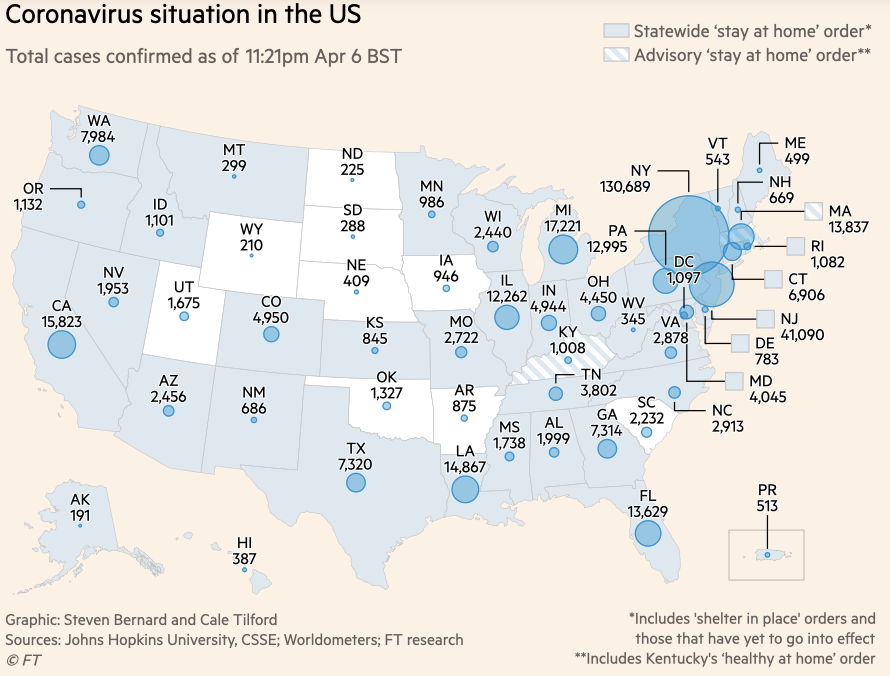 Coronavirus situation in the US
Total cases confirmed as of 11:21pm Apr 6 BST
Statewide ‘stay at home’ order*
Advisory ‘stay at home’ order**
WA
7,984
MT
299
ND
225
MN
986
VT
543
ME
499
NY
130,689
NH
669
OR
1,132
ID
1,101
WY
210
SD
288
WI
2,440
MI
17,221
PA
12,995
MA
13,837
RI
1,082
NV
1,953
UT
1,675
CO
4,950
NE
409
IA
946
IL
12,262
IN
4,944
OH
4,450
WV
345
DC
1,097
CT
6,906
CA
15,823
KS
845
MO
2,722
KY
1,008
VA
2,878
NJ
41,090
DE
783
MD
4,045
AZ
2,456
NM
686
OK
1,327
AR
875
TN
3,802
SC
2,232
NC
2,913
TX
7,320
LA
14,867
MS
1,738
AL
1,999
GA
7,314
FL
13,629
AK
191
HI
387
PR
513
Graphic: Steven Bernard and Cale Tilford
Sources: Johns Hopkins University, CSSE; Worldometers; FT research
© FT
*Includes 'shelter in place' orders and
those that have yet to go into effect
**Includes Kentucky's ‘healthy at home’ order